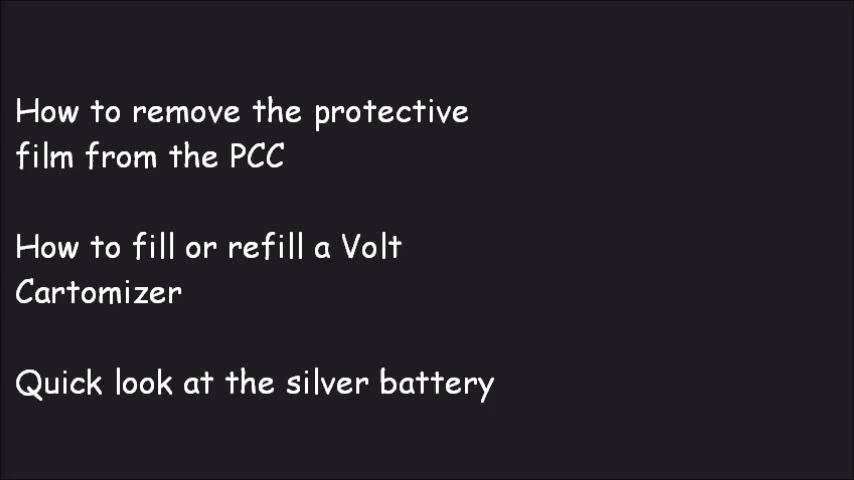 How to remove the protective
film from the PCC
How to fill or refill a Volt
Cartomizer
Quick look at the silver battery